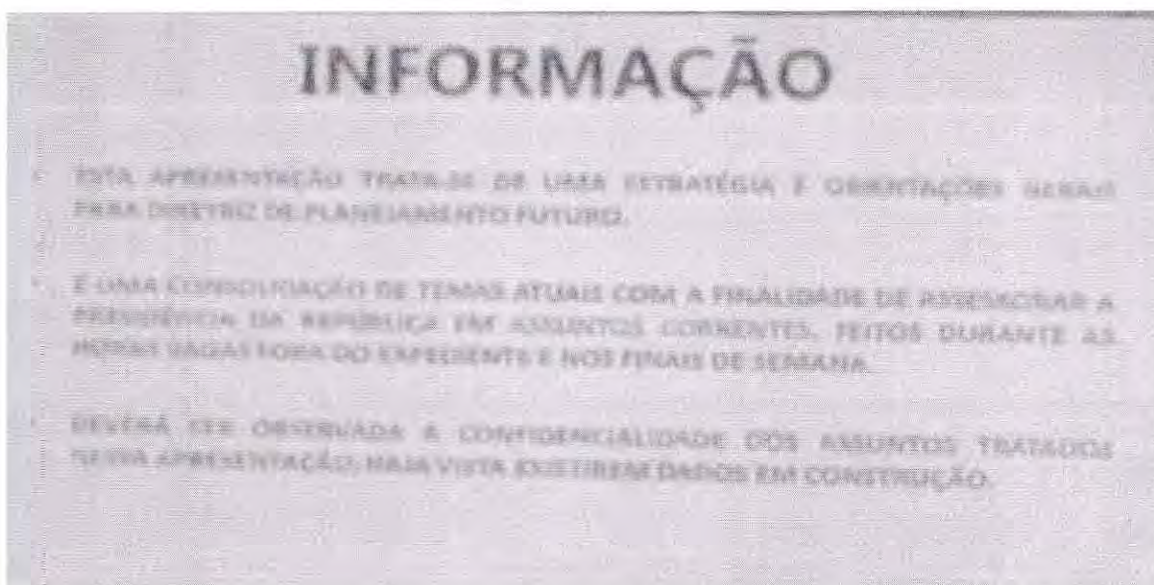 INFORMAÇÃO
ESTA APRESENTAÇÃO TRATA-SE DE UMA ESTRATÉGIA E ORIENTAÇÕES GERAIS
PARA DIRETRIZ DE PLANEJAMENTO FUTURO.
É UMA CONSOLIDAÇÃO DE TEMAS ATUAIS COM A FINALIDADE DE ASSESSORAR A
PRESIDÊNCIA DA REPÚBLICA EM ASSUNTOS CORRENTES, FEITOS DURANTE AS
HORAS VAGAS FORA DO EXPEDIENTE E NOS FINAIS DE SEMANA.
DEVERÁ SER OBSERVADA A CONFIDENCIALIDADE DOS ASSUNTOS TRATADOS
NESTA APRESENTAÇÃO, HAJA VISTA EXISTIREM DADOS EM CONSTRUÇÃO.